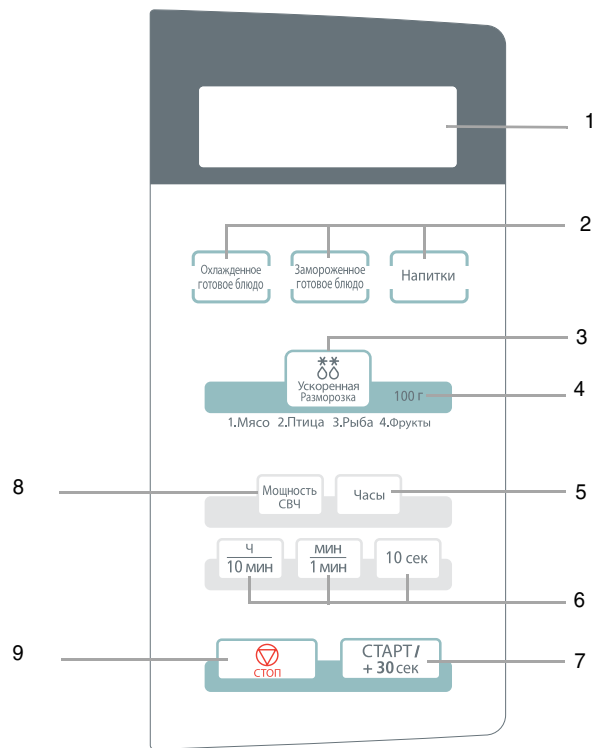 1
2
Охлажденное
готовое блюдо
Замороженное
готовое блюдо
Напитки
3
Ускоренная
Разморозка
100 г
4
1.Мясо 2.Птица 3.Рыба 4.Фрукты
8
Мощность
СВЧ
Часы
5
ч
10 мин
мин
1 мин
10 сек
6
9
СТОП
СТАРТ/
+ 30 сек
7